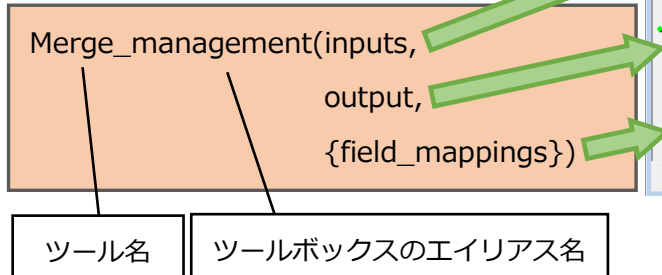 Merge_management(inputs,
output,
{field_mappings})
ツール名
ツールボックスのエイリアス名